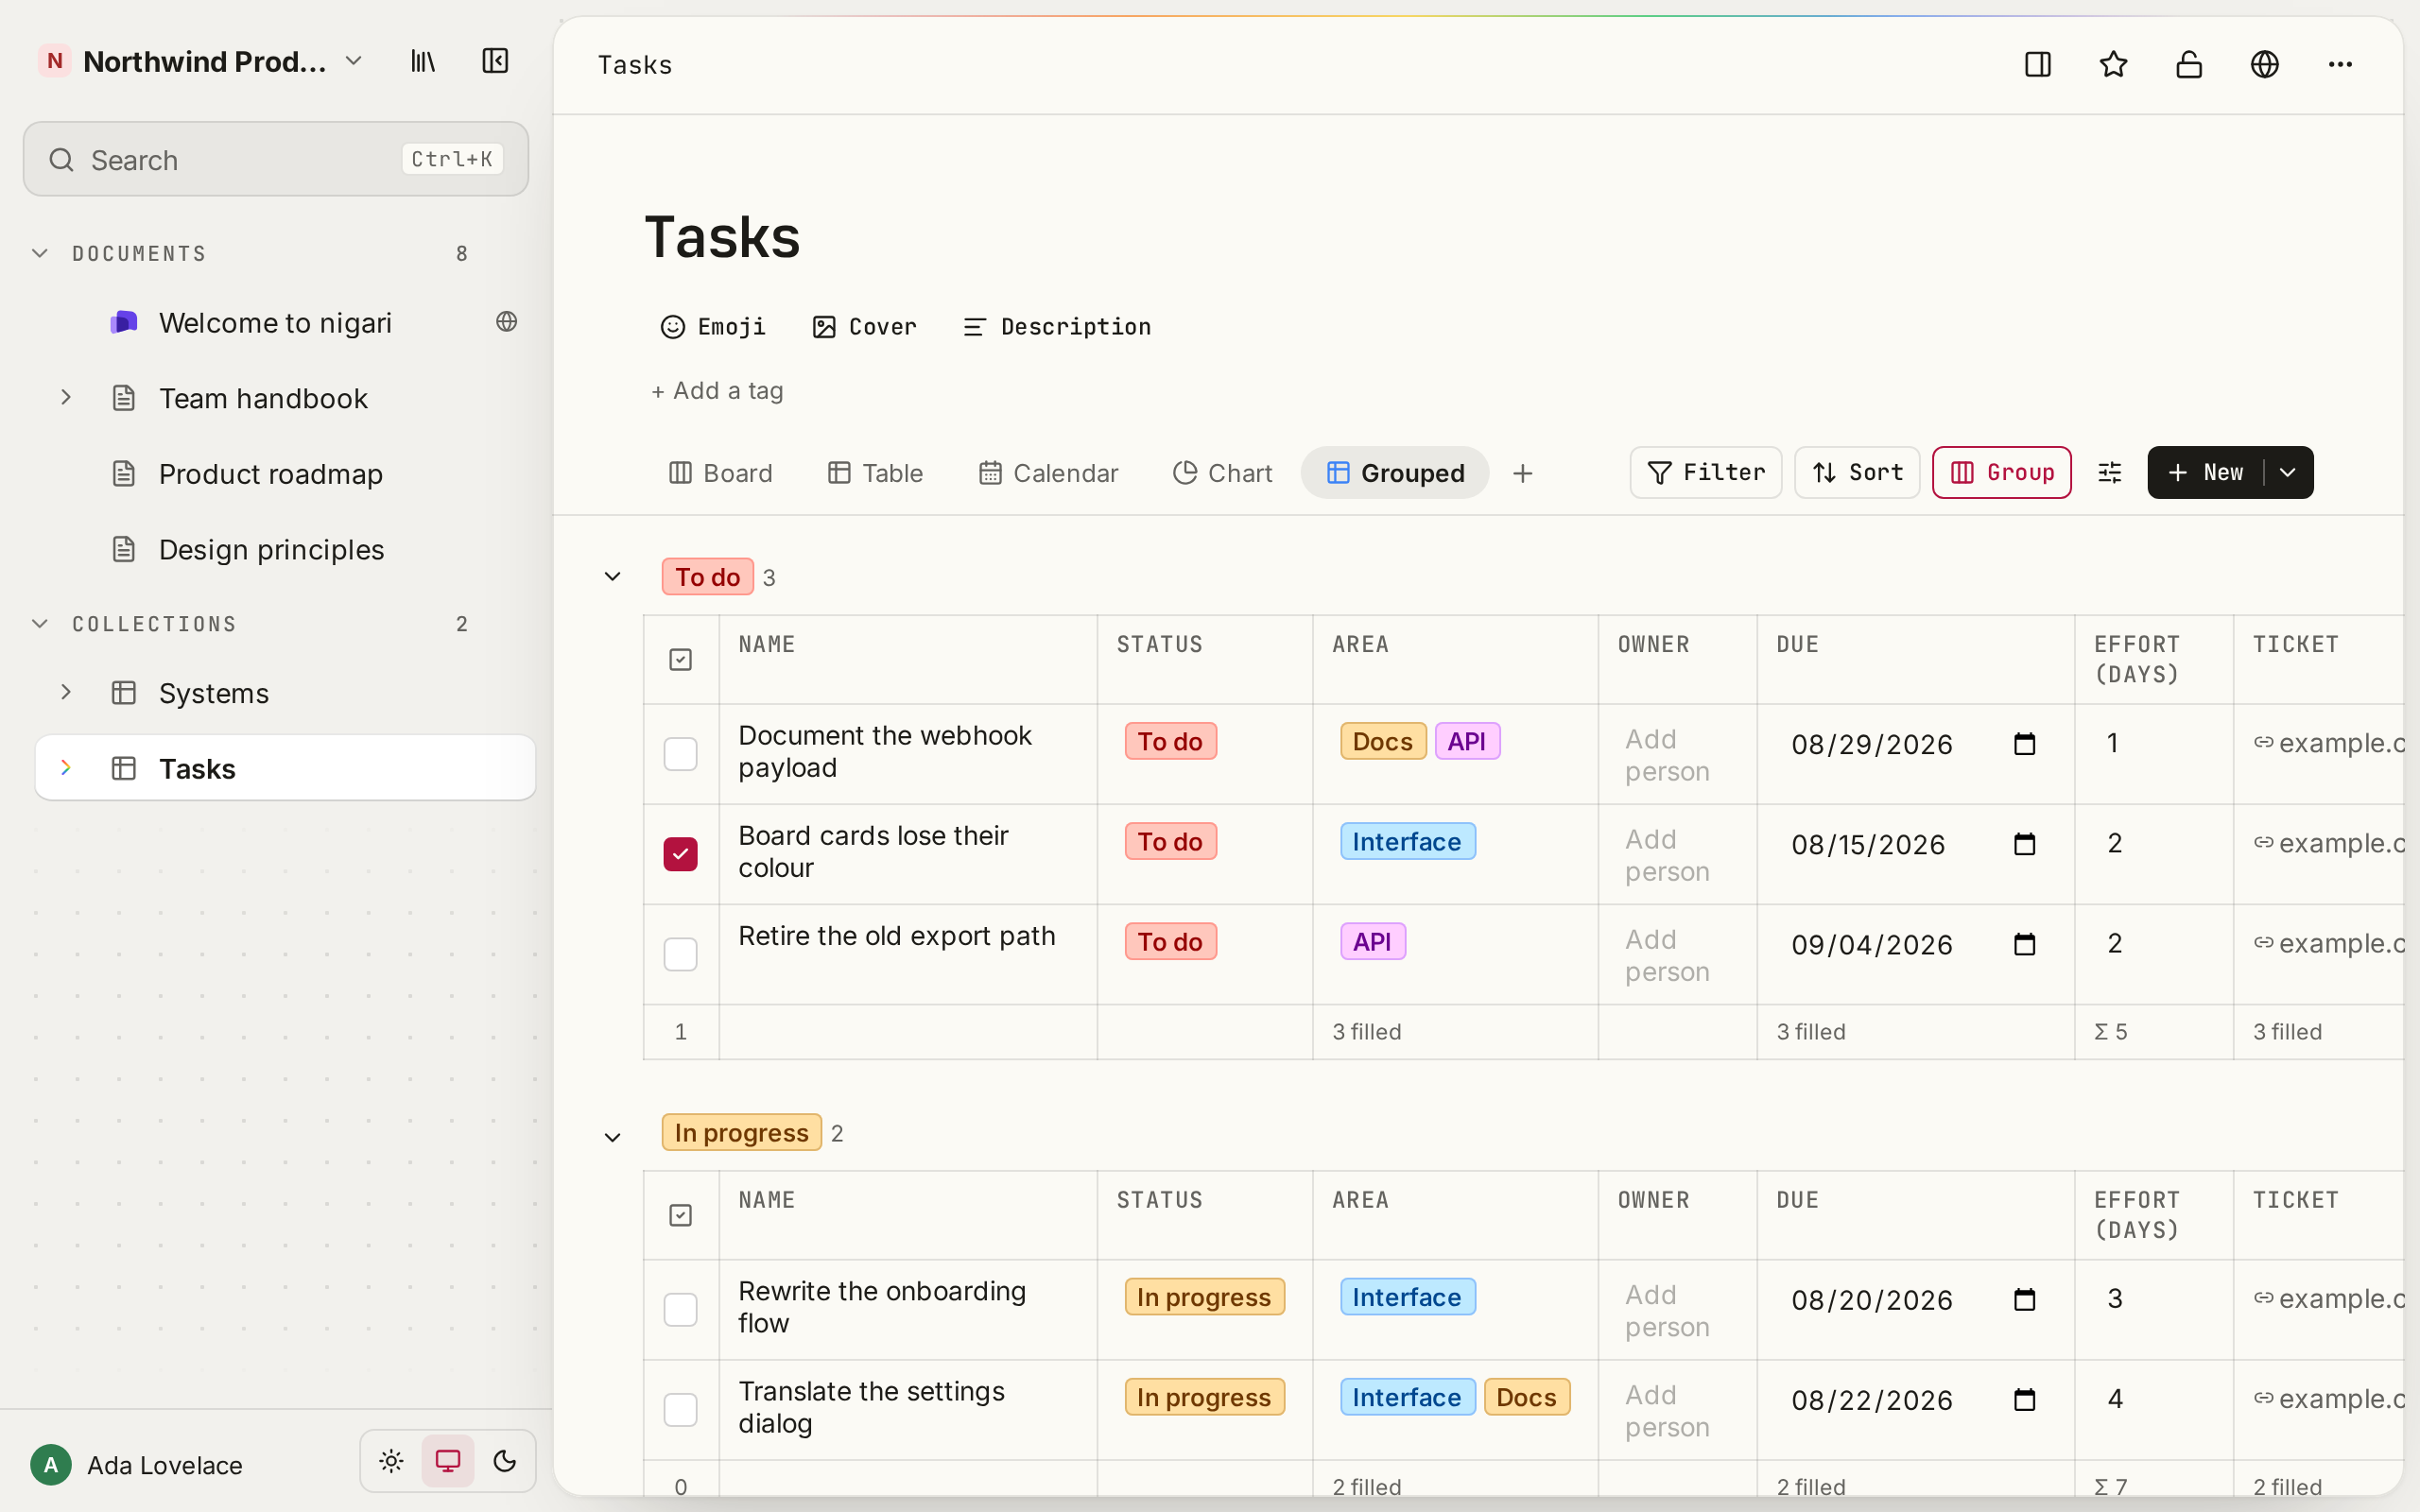 N Northwind Prod...
Search Ctrl+K
DOCUMENTS 8
Welcome to nigari
Team handbook
Product roadmap
Design principles
COLLECTIONS 2
Systems
Tasks
A Ada Lovelace
Tasks
Tasks
Emoji Cover Description
+ Add a tag
Board Table Calendar Chart Grouped +
Filter Sort Group + New
To do 3
NAME STATUS AREA OWNER DUE EFFORT (DAYS) TICKET
Document the webhook payload To do Docs API Add person 08/29/2026 1 example.c
Board cards lose their colour To do Interface Add person 08/15/2026 2 example.c
Retire the old export path To do API Add person 09/04/2026 2 example.c
1 3 filled 3 filled Σ 5 3 filled
In progress 2
NAME STATUS AREA OWNER DUE EFFORT (DAYS) TICKET
Rewrite the onboarding flow In progress Interface Add person 08/20/2026 3 example.c
Translate the settings dialog In progress Interface Docs Add person 08/22/2026 4 example.c
0 2 filled 2 filled Σ 7 2 filled